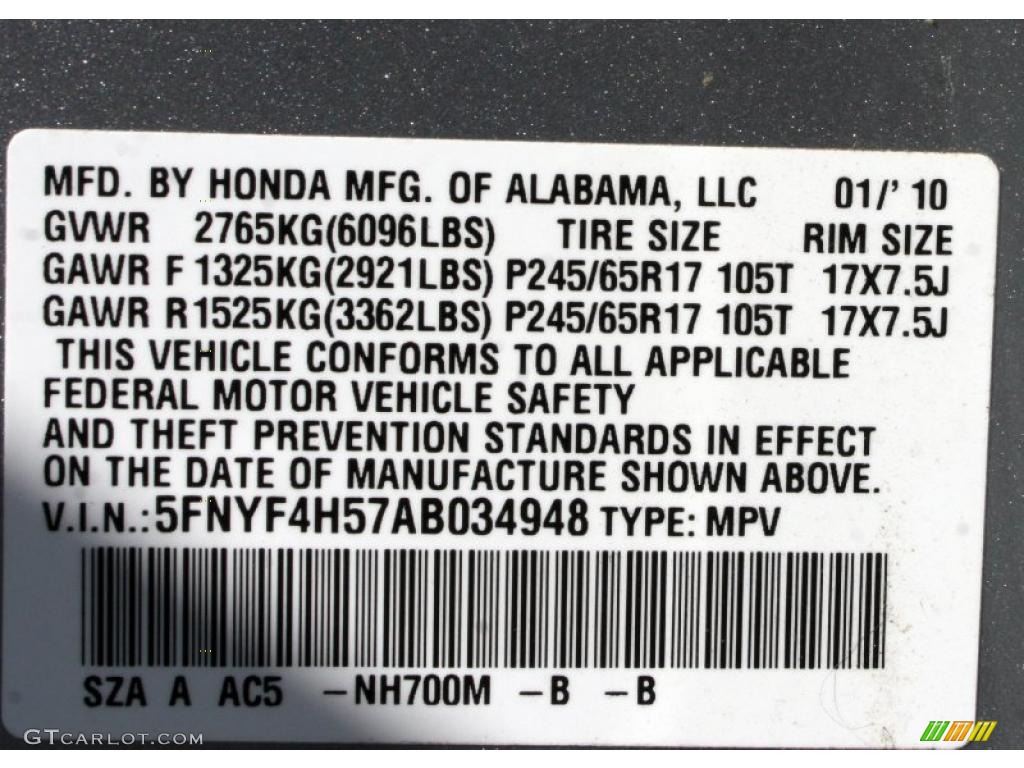 MFD. BY HONDA MFG. OF ALABAMA, LLC 01/' 10
GVWR 2765KG(6096LBS) TIRE SIZE RIM SIZE
GAWR F 1325KG(2921LBS) P245/65R17 105T 17X7.5J
GAWR R1525KG(3362LBS) P245/65R17 105T 17X7.5J
THIS VEHICLE CONFORMS TO ALL APPLICABLE
FEDERAL MOTOR VEHICLE SAFETY
AND THEFT PREVENTION STANDARDS IN EFFECT
ON THE DATE OF MANUFACTURE SHOWN ABOVE.
V.I.N.: 5FNYF4H57AB034948 TYPE: MPV
SZA A AC5 -NH700M -B -B
GTCARLOT.COM